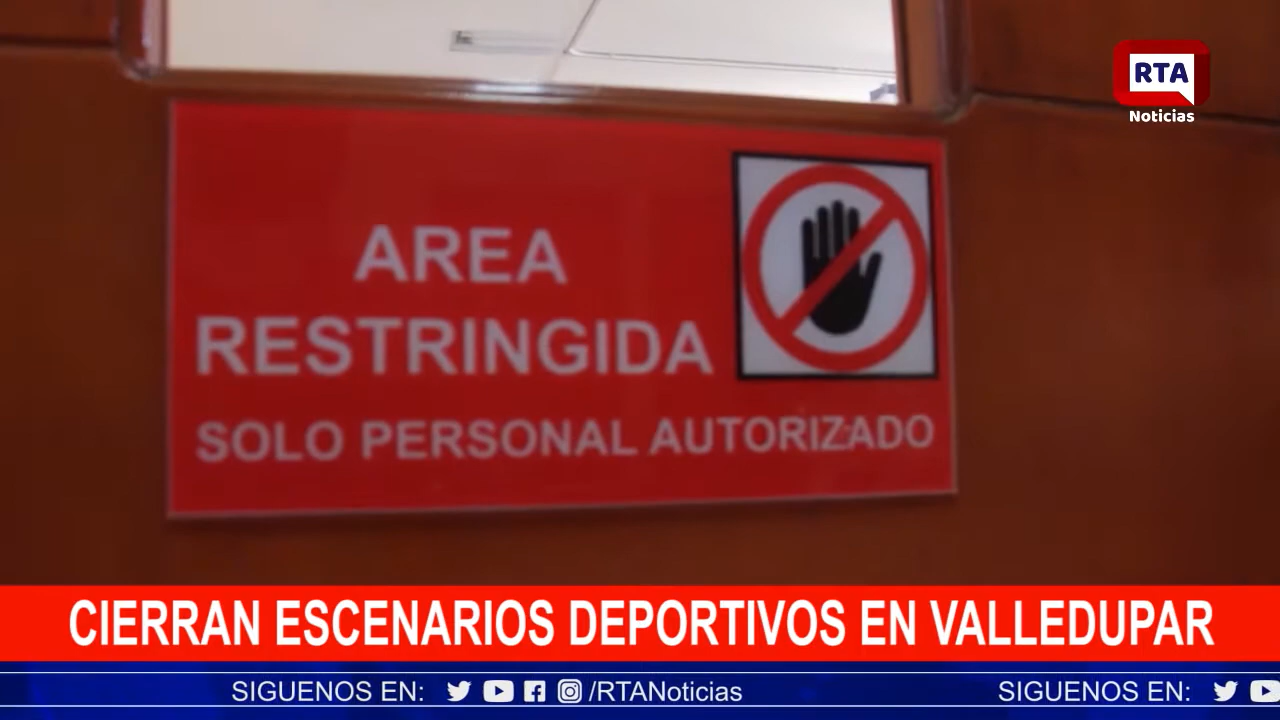 RTA
Noticias
AREA
RESTRINGIDA
SOLO PERSONAL AUTORIZADO
CIERRAN ESCENARIOS DEPORTIVOS EN VALLEDUPAR
SIGUENOS EN: /RTANoticias SIGUENOS EN: